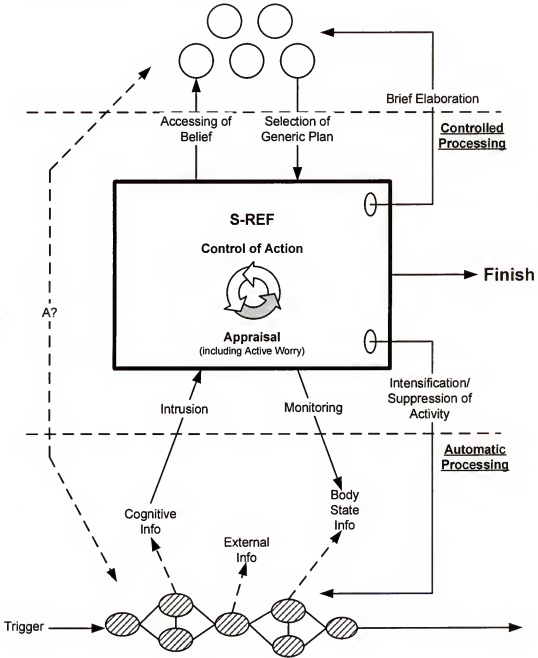 Brief Elaboration
Accessing of
Belief
Selection of
Generic Plan
Controlled
Processing
S-REF
Control of Action
Finish
A?
Appraisal
(including Active Worry)
Intrusion
Monitoring
Intensification/
Suppression of
Activity
Automatic
Processing
Body
State
Info
Cognitive
Info
External
Info
Trigger